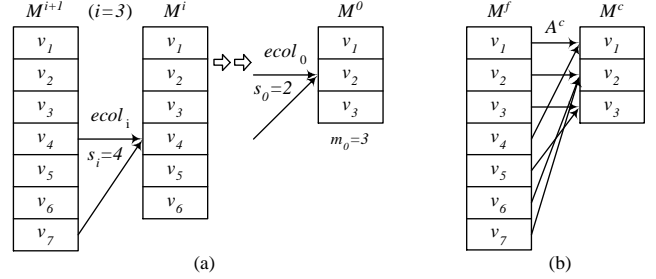 M^{i+1} (i=3) M^i M^0
v_1 v_1 v_1
v_2 v_2 v_2
v_3 v_3 v_3
v_4 v_4
v_5 v_5
v_6 v_6
v_7
ecol_i
s_i=4
ecol_0
s_0=2
m_0=3
(a)
M^f M^c
A^c
v_1 v_1
v_2 v_2
v_3 v_3
v_4
v_5
v_6
v_7
(b)